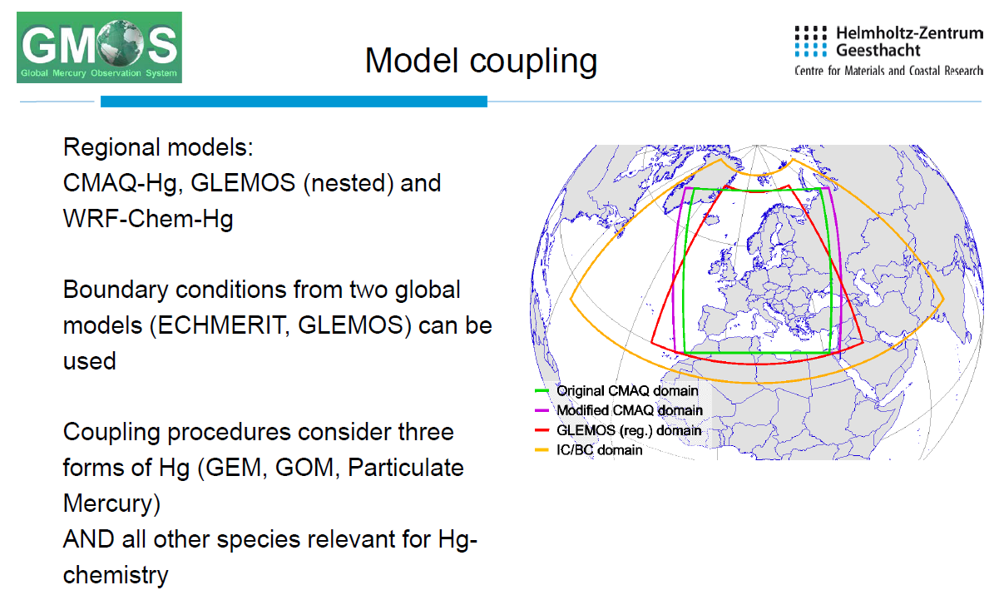 GMOS
Global Mercury Observation System
Model coupling
Helmholtz-Zentrum
Geesthacht
Centre for Materials and Coastal Research
Regional models:
CMAQ-Hg, GLEMOS (nested) and
WRF-Chem-Hg
Boundary conditions from two global
models (ECHMERIT, GLEMOS) can be
used
Coupling procedures consider three
forms of Hg (GEM, GOM, Particulate
Mercury)
AND all other species relevant for Hg-
chemistry
Original CMAQ domain
Modified CMAQ domain
GLEMOS (reg.) domain
IC/BC domain